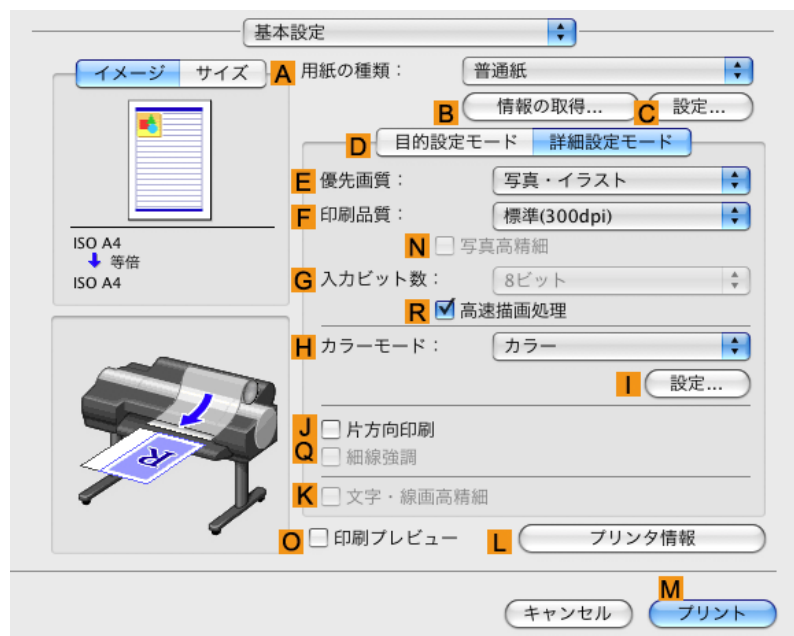 基本設定
イメージ サイズ A 用紙の種類： 普通紙
B 情報の取得... C 設定...
D 目的設定モード 詳細設定モード
E 優先画質： 写真・イラスト
F 印刷品質： 標準(300dpi)
N 写真高精細
ISO A4
等倍
ISO A4
G 入力ビット数： 8ビット
R 高速描画処理
H カラーモード： カラー
I 設定...
J 片方向印刷
Q 細線強調
K 文字・線画高精細
R
O 印刷プレビュー L プリンタ情報
M
キャンセル プリント